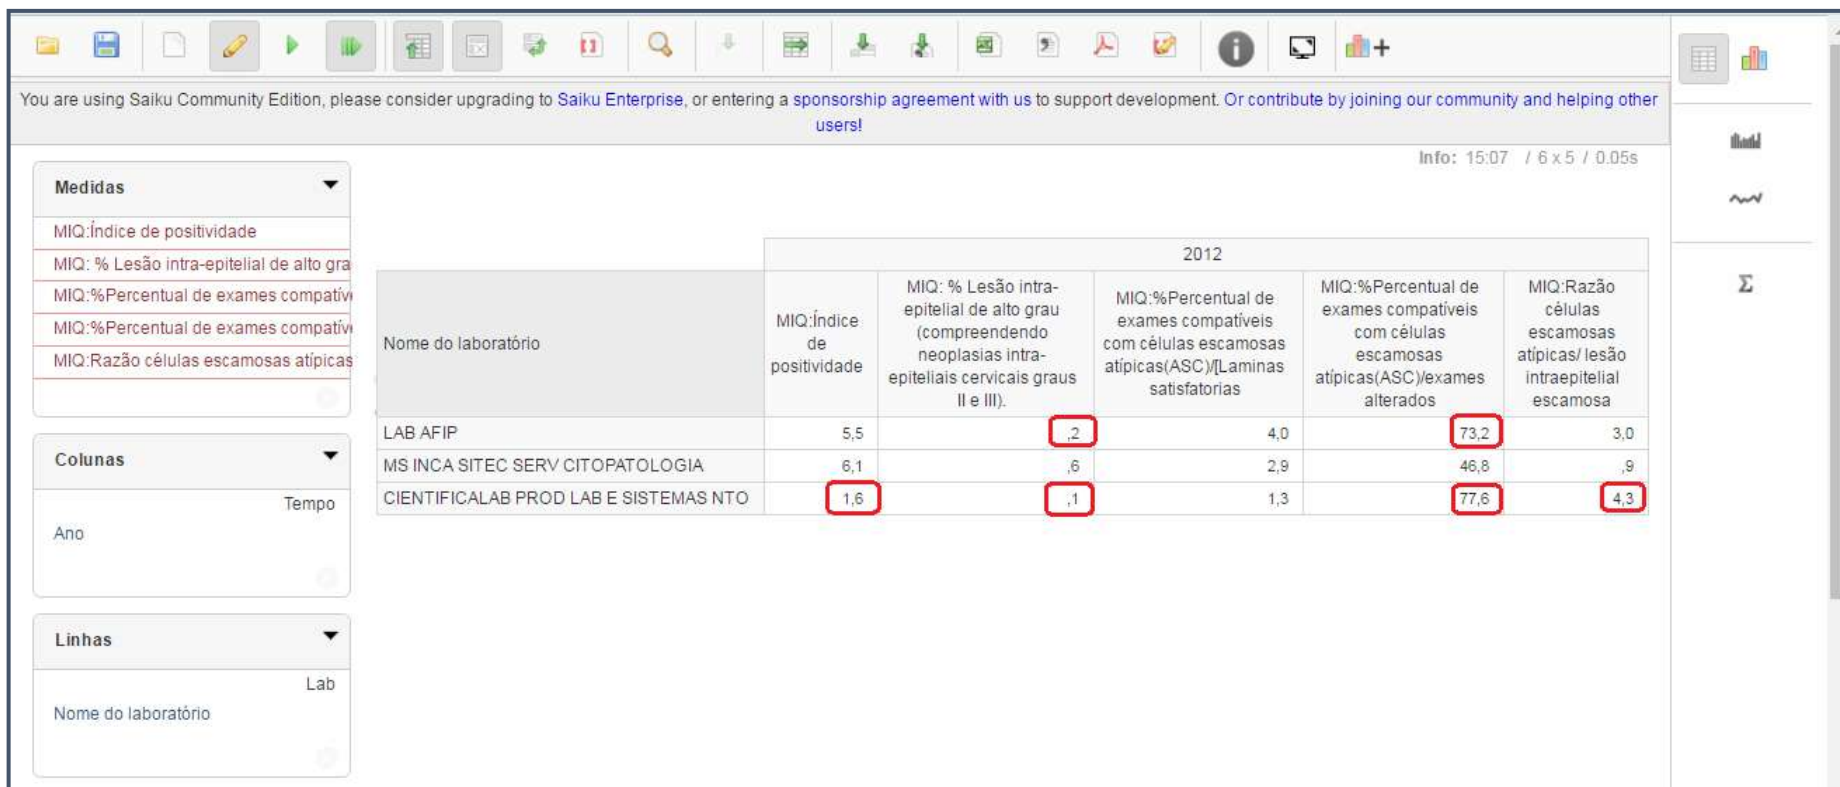 You are using Saiku Community Edition, please consider upgrading to Saiku Enterprise, or entering a sponsorship agreement with us to support development. Or contribute by joining our community and helping other
users!
Info: 15:07 / 6 x 5 / 0.05s
Medidas
MIQ:Índice de positividade
MIQ: % Lesão intra-epitelial de alto gra
MIQ:%Percentual de exames compatív
MIQ:%Percentual de exames compatív
MIQ:Razão células escamosas atípicas
Colunas
Tempo
Ano
Linhas
Lab
Nome do laboratório
2012
Nome do laboratório
MIQ:Índice
de
positividade
MIQ: % Lesão intra-
epitelial de alto grau
(compreendendo
neoplasias intra-
epiteliais cervicais graus
II e III).
MIQ:%Percentual de
exames compatíveis
com células escamosas
atípicas(ASC)/[Laminas
satisfatorias
MIQ:%Percentual de
exames compatíveis
com células
escamosas
atípicas(ASC)/exames
alterados
MIQ:Razão
células
escamosas
atípicas/ lesão
intraepitelial
escamosa
LAB AFIP 5,5 ,2 4,0 73,2 3,0
MS INCA SITEC SERV CITOPATOLOGIA 6,1 ,6 2,9 46,8 ,9
CIENTIFICALAB PROD LAB E SISTEMAS NTO 1,6 ,1 1,3 77,6 4,3
Σ